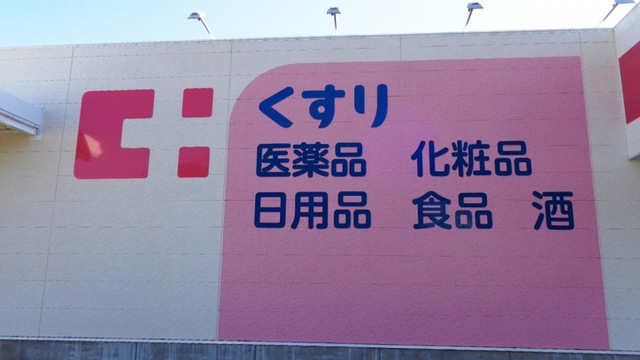 くすり
医薬品 化粧品
日用品 食品 酒